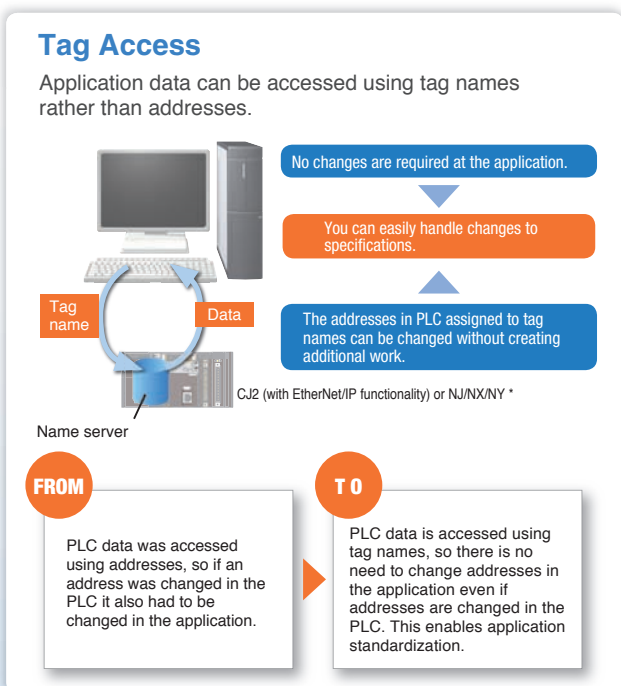 Tag Access
Application data can be accessed using tag names
rather than addresses.
No changes are required at the application.
You can easily handle changes to
specifications.
Tag
name
Data
The addresses in PLC assigned to tag
names can be changed without creating
additional work.
CJ2 (with EtherNet/IP functionality) or NJ/NX/NY *
Name server
FROM
PLC data was accessed
using addresses, so if an
address was changed in the
PLC it also had to be
changed in the application.
T 0
PLC data is accessed using
tag names, so there is no
need to change addresses in
the application even if
addresses are changed in the
PLC. This enables application
standardization.